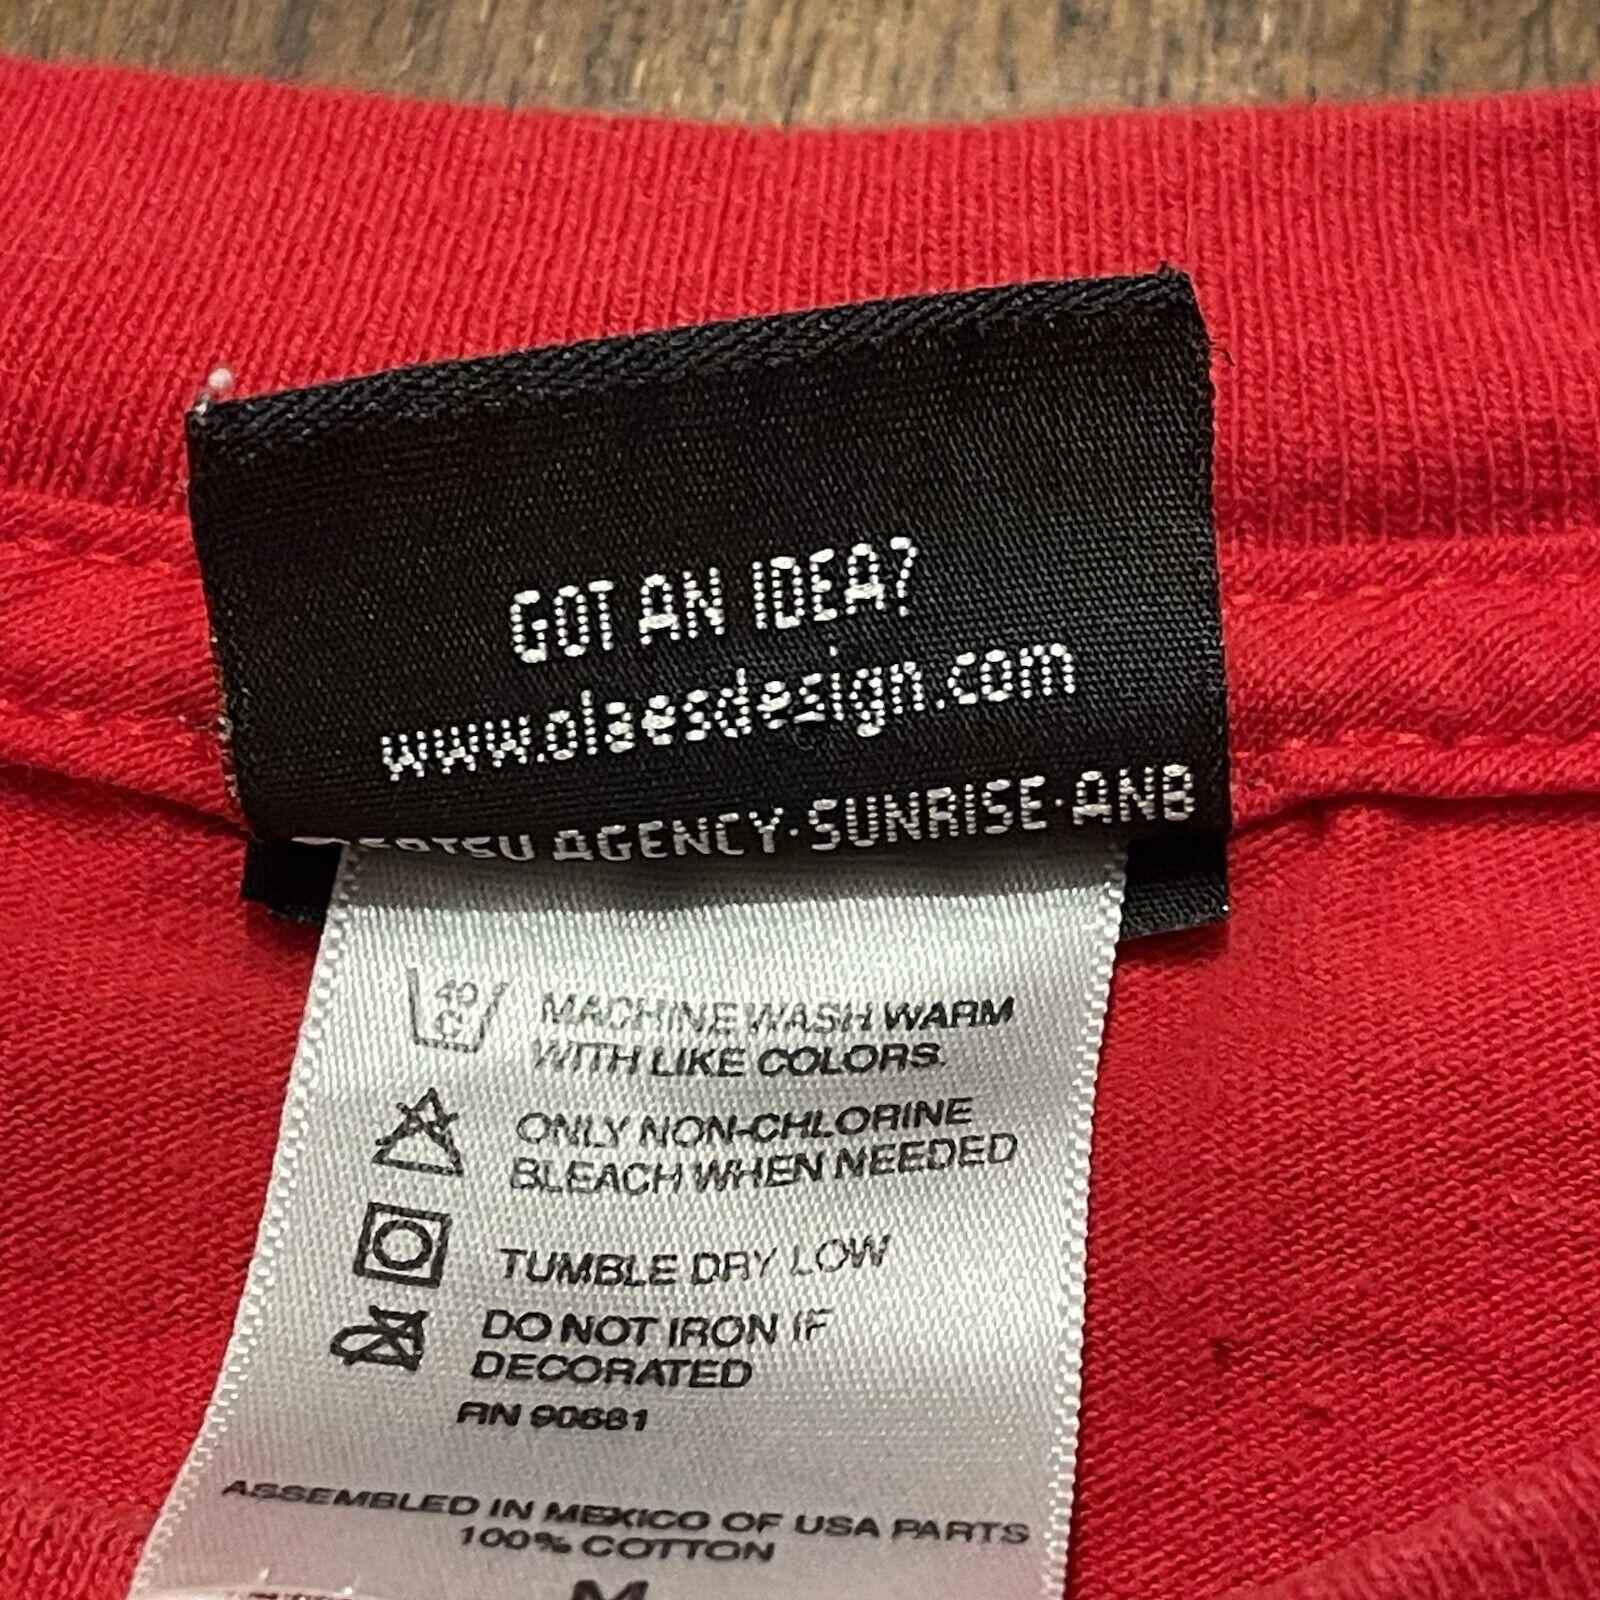 GOT AN IDEA?
www.olaesdesign.com
AGENCY·SUNRISE·ANB
40
C
MACHINE WASH WARM
WITH LIKE COLORS.
ONLY NON-CHLORINE
BLEACH WHEN NEEDED
TUMBLE DRY LOW
DO NOT IRON IF
DECORATED
RN 90681
ASSEMBLED IN MEXICO OF USA PARTS
100% COTTON
M